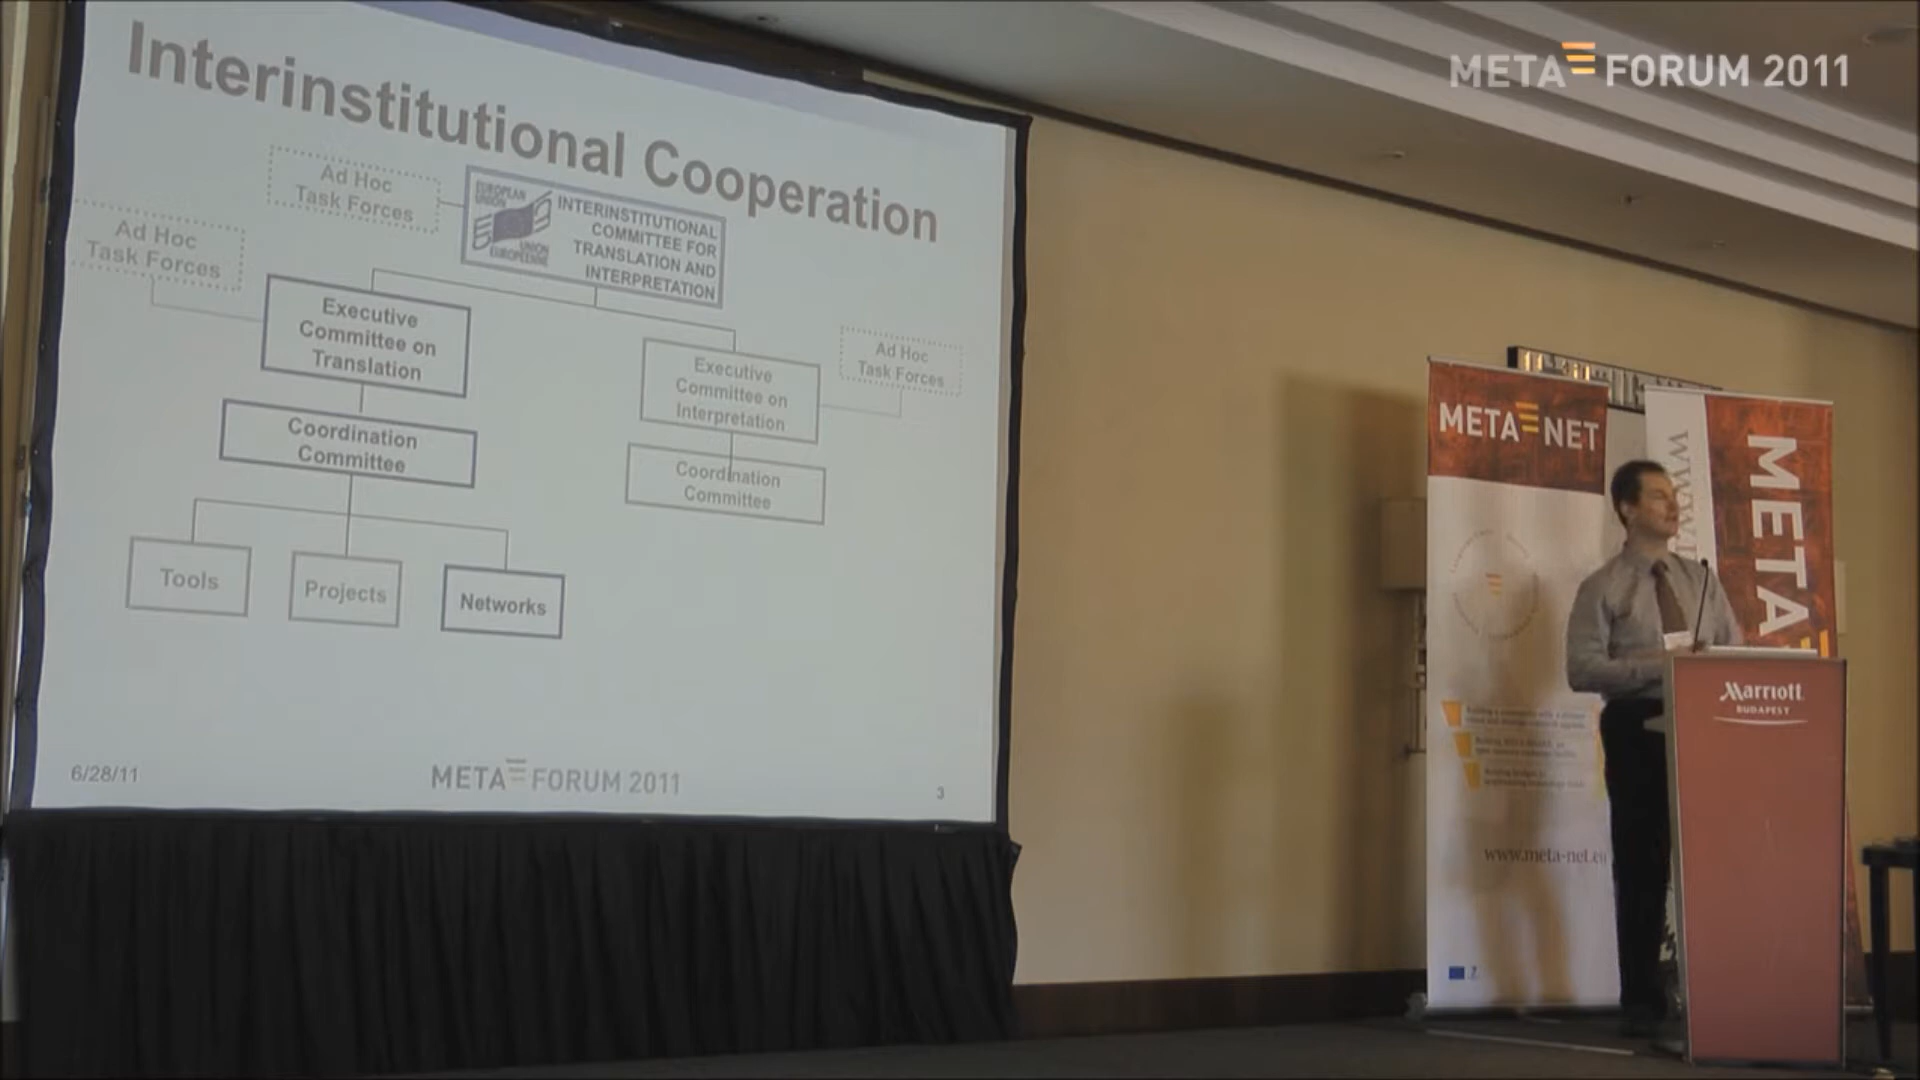 META FORUM 2011
Interinstitutional Cooperation
Ad Hoc
Task Forces
Ad Hoc
Task Forces
EUROPEAN
UNION
UNION
EUROPEENNE
INTERINSTITUTIONAL
COMMITTEE FOR
TRANSLATION AND
INTERPRETATION
Executive
Committee on
Translation
Executive
Committee on
Interpretation
Ad Hoc
Task Forces
Coordination
Committee
Coordination
Committee
Tools
Projects
Networks
6/28/11
META FORUM 2011
3
META NET
www.meta-net.eu
META
Marriott
BUDAPEST